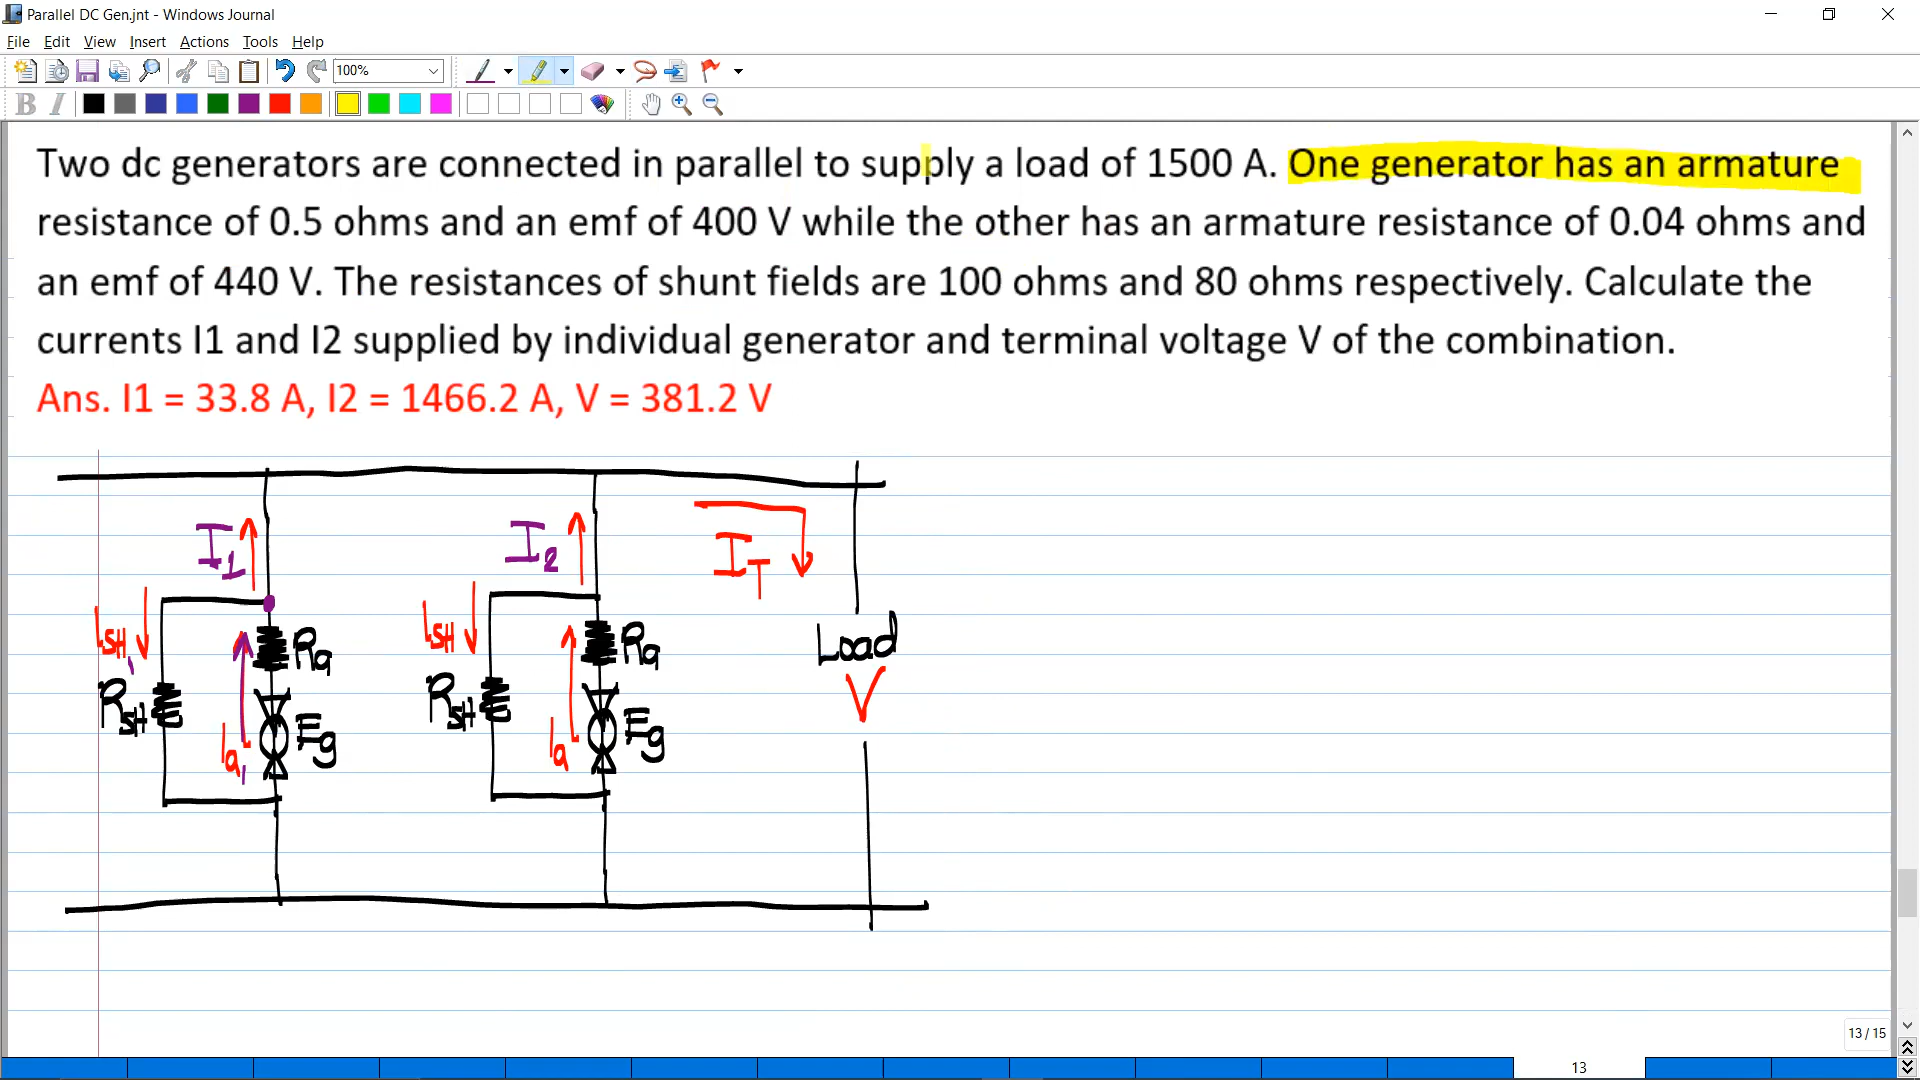 Parallel DC Gen.jnt - Windows Journal
File Edit View Insert Actions Tools Help
100%
B I
Two dc generators are connected in parallel to supply a load of 1500 A. One generator has an armature
resistance of 0.5 ohms and an emf of 400 V while the other has an armature resistance of 0.04 ohms and
an emf of 440 V. The resistances of shunt fields are 100 ohms and 80 ohms respectively. Calculate the
currents I1 and I2 supplied by individual generator and terminal voltage V of the combination.
Ans. I1 = 33.8 A, I2 = 1466.2 A, V = 381.2 V
I1 I2 IT
ISH1 Ra ISH Ra Load
RSH Eg RSH Eg V
Ia1 Ia
13 / 15
13